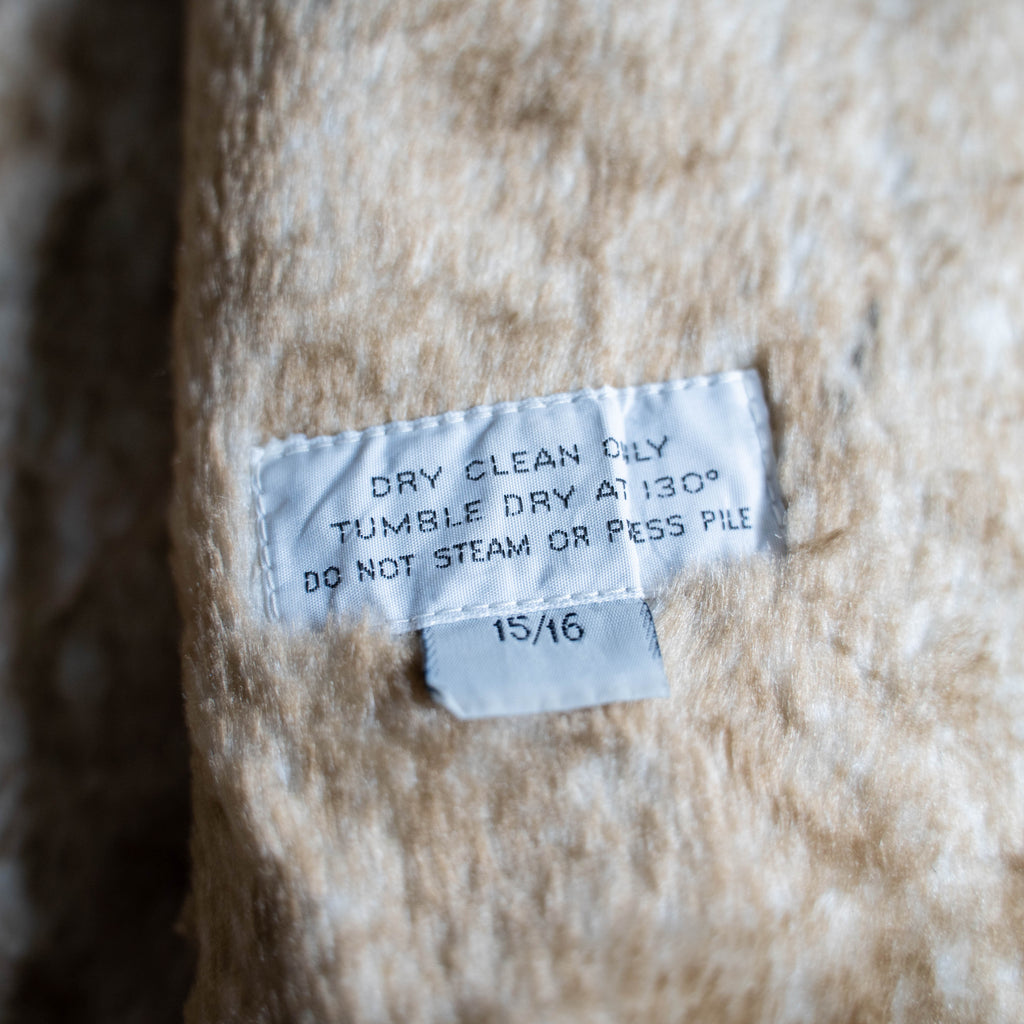 DRY CLEAN ONLY
TUMBLE DRY AT 130°
DO NOT STEAM OR PRESS PILE
15/16